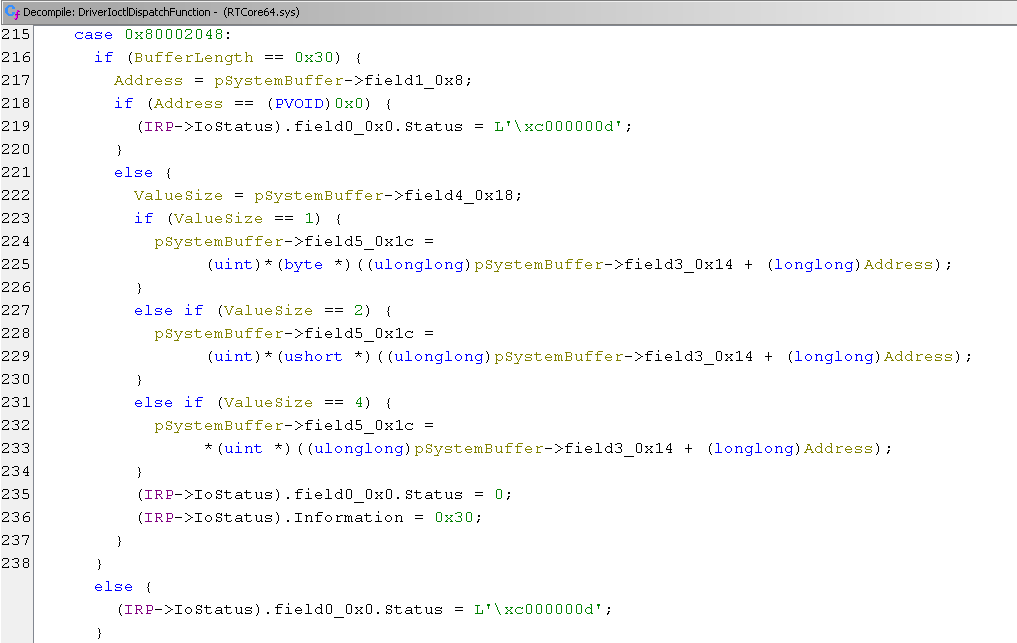 Decompile: DriverIoctlDispatchFunction - (RTCore64.sys)
215 case 0x80002048:
216 if (BufferLength == 0x30) {
217 Address = pSystemBuffer->field1_0x8;
218 if (Address == (PVOID)0x0) {
219 (IRP->IoStatus).field0_0x0.Status = L'\xc000000d';
220 }
221 else {
222 ValueSize = pSystemBuffer->field4_0x18;
223 if (ValueSize == 1) {
224 pSystemBuffer->field5_0x1c =
225 (uint)*(byte *)((ulonglong)pSystemBuffer->field3_0x14 + (longlong)Address);
226 }
227 else if (ValueSize == 2) {
228 pSystemBuffer->field5_0x1c =
229 (uint)*(ushort *)((ulonglong)pSystemBuffer->field3_0x14 + (longlong)Address);
230 }
231 else if (ValueSize == 4) {
232 pSystemBuffer->field5_0x1c =
233 *(uint *)((ulonglong)pSystemBuffer->field3_0x14 + (longlong)Address);
234 }
235 (IRP->IoStatus).field0_0x0.Status = 0;
236 (IRP->IoStatus).Information = 0x30;
237 }
238 }
else {
(IRP->IoStatus).field0_0x0.Status = L'\xc000000d';
}